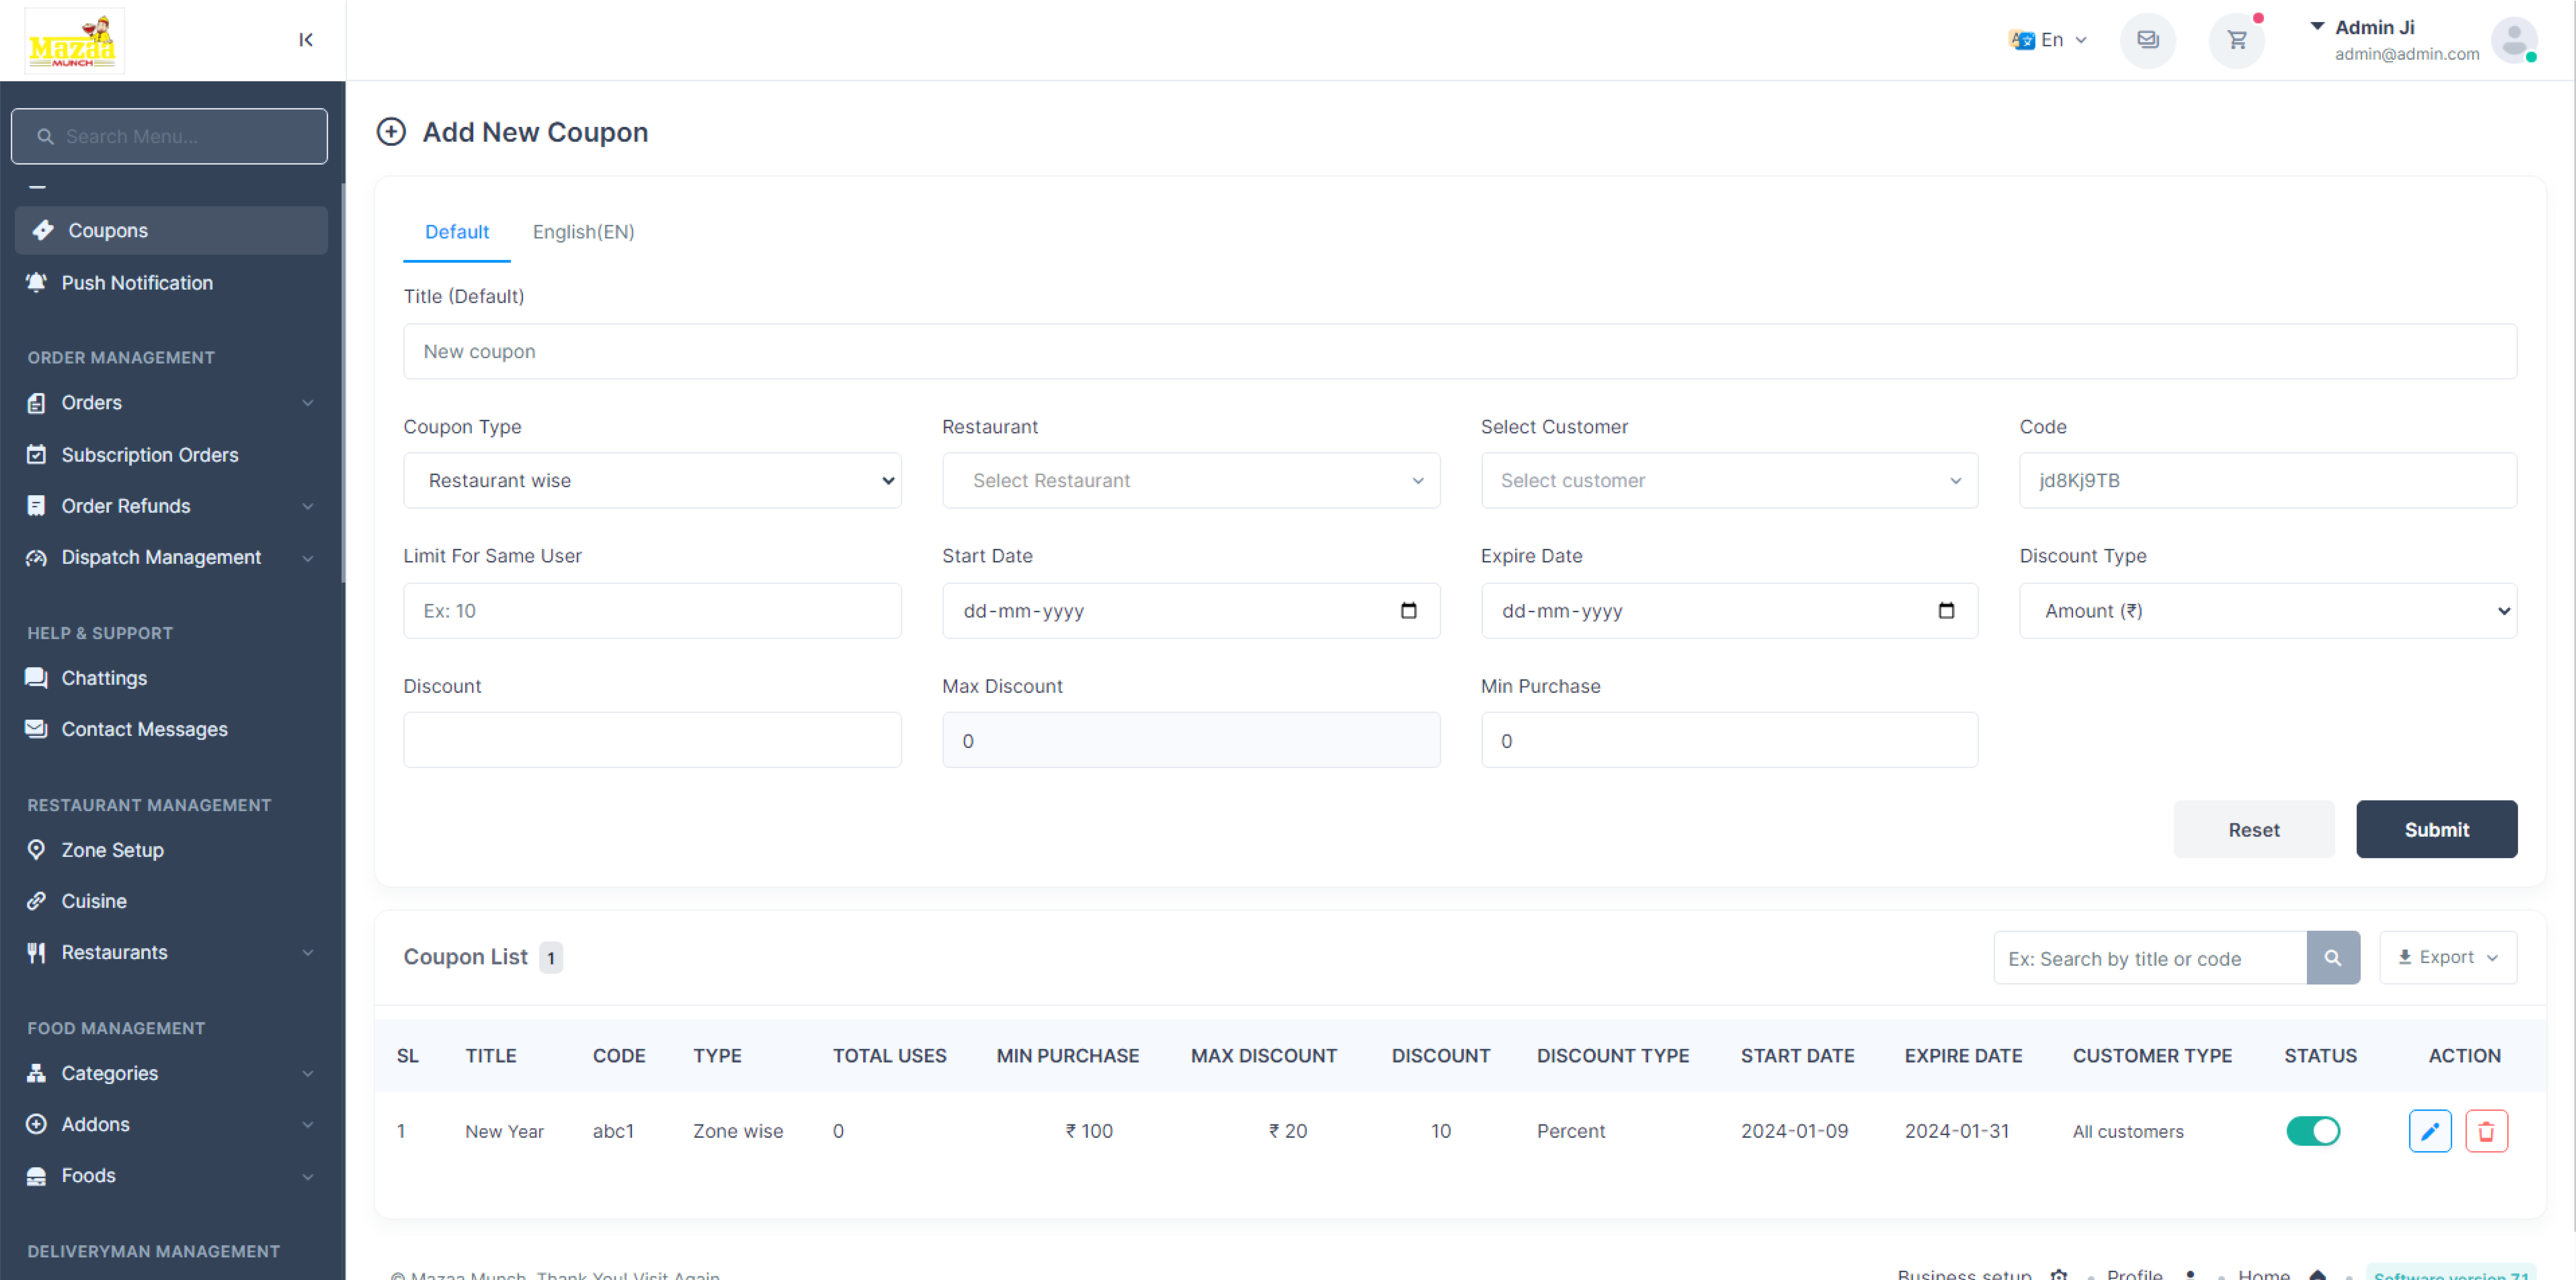 Mazaa
MUNCH
En
Admin Ji
admin@admin.com
Search Menu...
Coupons
Push Notification
ORDER MANAGEMENT
Orders
Subscription Orders
Order Refunds
Dispatch Management
HELP & SUPPORT
Chattings
Contact Messages
RESTAURANT MANAGEMENT
Zone Setup
Cuisine
Restaurants
FOOD MANAGEMENT
Categories
Addons
Foods
DELIVERYMAN MANAGEMENT
Add New Coupon
Default English(EN)
Title (Default)
New coupon
Coupon Type Restaurant Select Customer Code
Restaurant wise Select Restaurant Select customer jd8Kj9TB
Limit For Same User Start Date Expire Date Discount Type
Ex: 10 dd-mm-yyyy dd-mm-yyyy Amount (₹)
Discount Max Discount Min Purchase
0 0
Reset Submit
Coupon List 1 Ex: Search by title or code Export
SL TITLE CODE TYPE TOTAL USES MIN PURCHASE MAX DISCOUNT DISCOUNT DISCOUNT TYPE START DATE EXPIRE DATE CUSTOMER TYPE STATUS ACTION
1 New Year abc1 Zone wise 0 ₹ 100 ₹ 20 10 Percent 2024-01-09 2024-01-31 All customers
© Mazaa Munch. Thank You! Visit Again Business setup Profile Home Software version 7.1